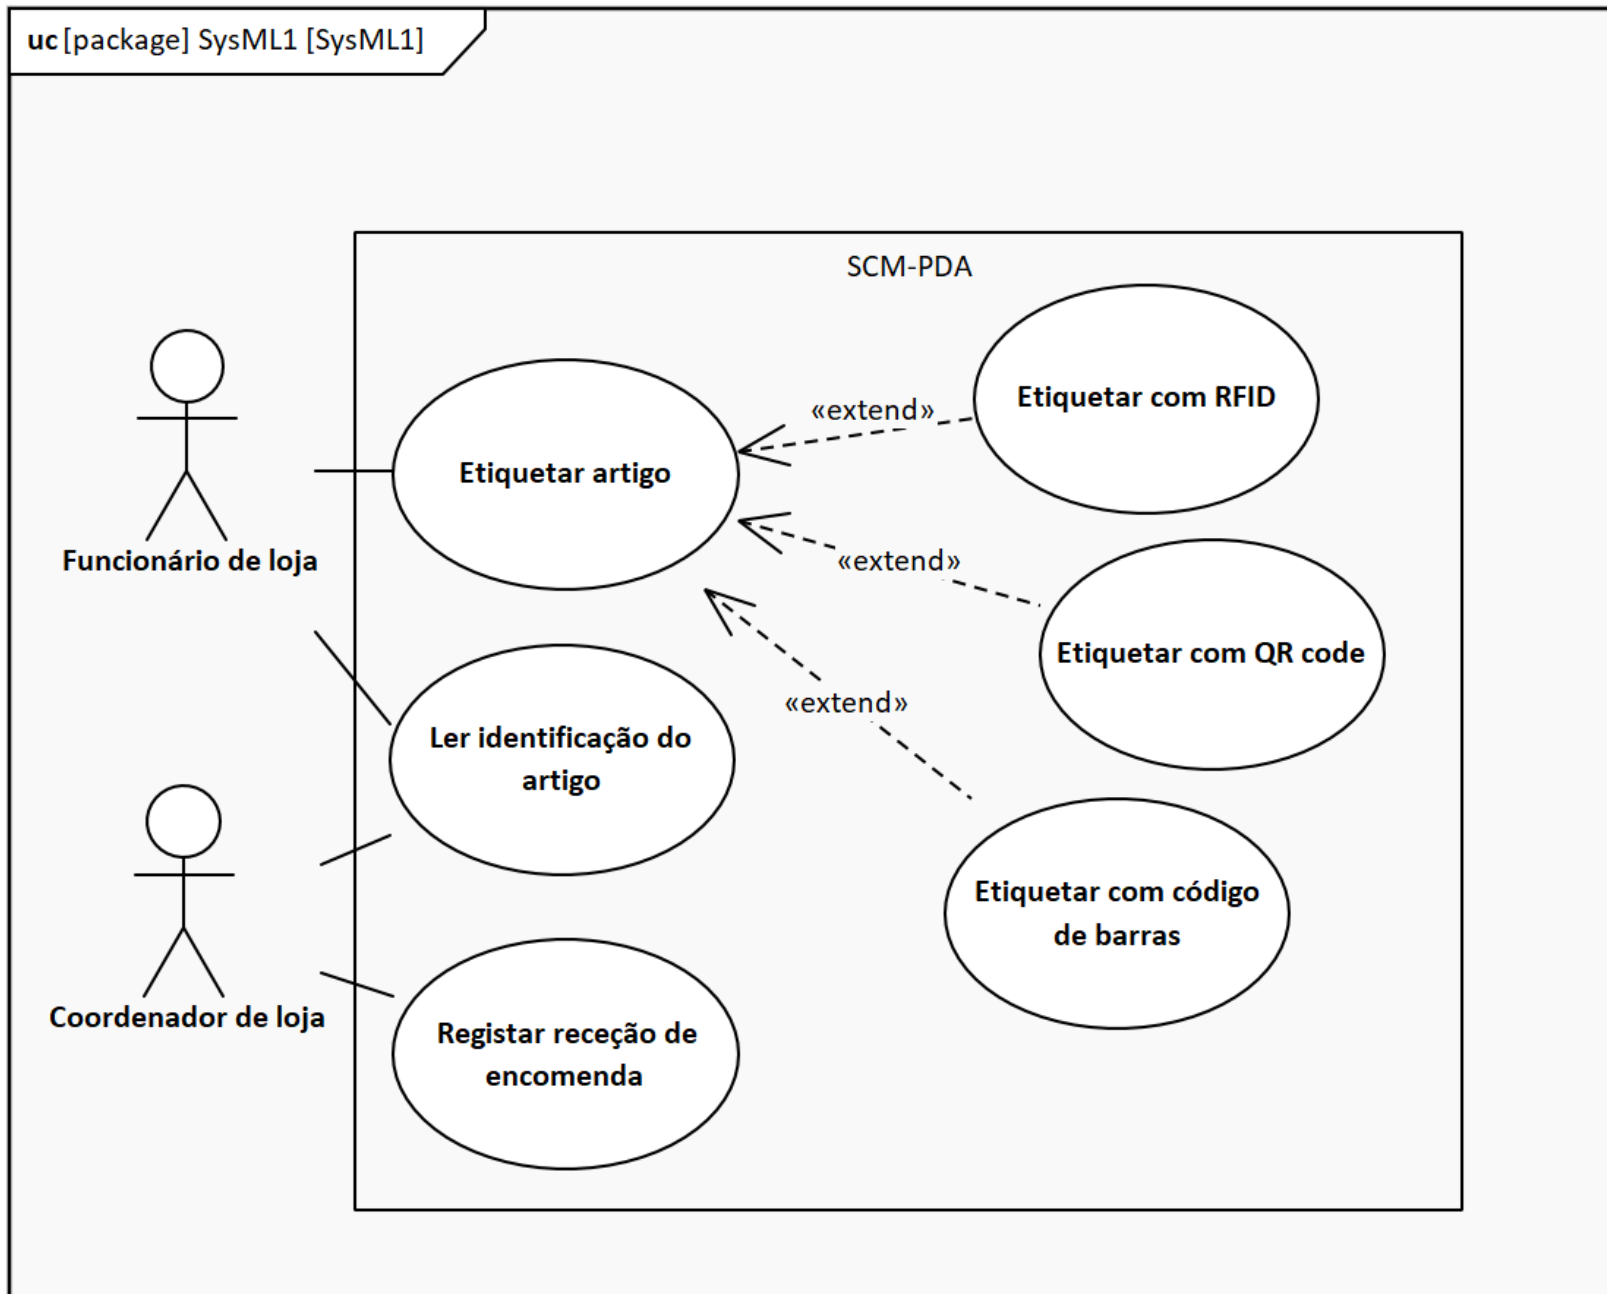 uc [package] SysML1 [SysML1]
SCM-PDA
Etiquetar com RFID
«extend»
Etiquetar artigo
Funcionário de loja
«extend»
Etiquetar com QR code
«extend»
Ler identificação do
artigo
Etiquetar com código
de barras
Coordenador de loja
Registar receção de
encomenda